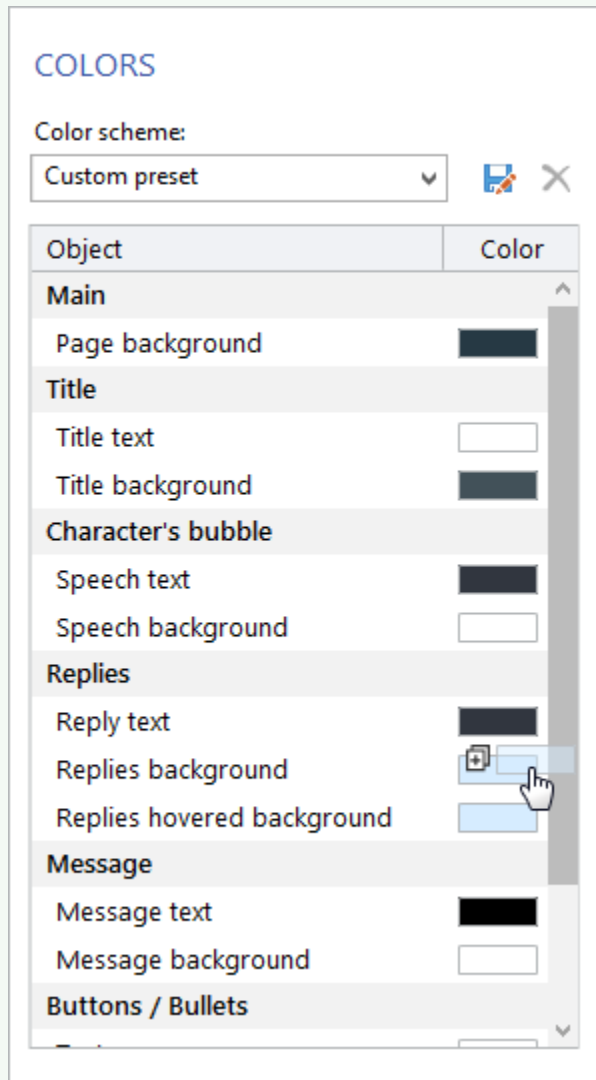 COLORS
Color scheme:
Custom preset
Object Color
Main
Page background
Title
Title text
Title background
Character's bubble
Speech text
Speech background
Replies
Reply text
Replies background
Replies hovered background
Message
Message text
Message background
Buttons / Bullets